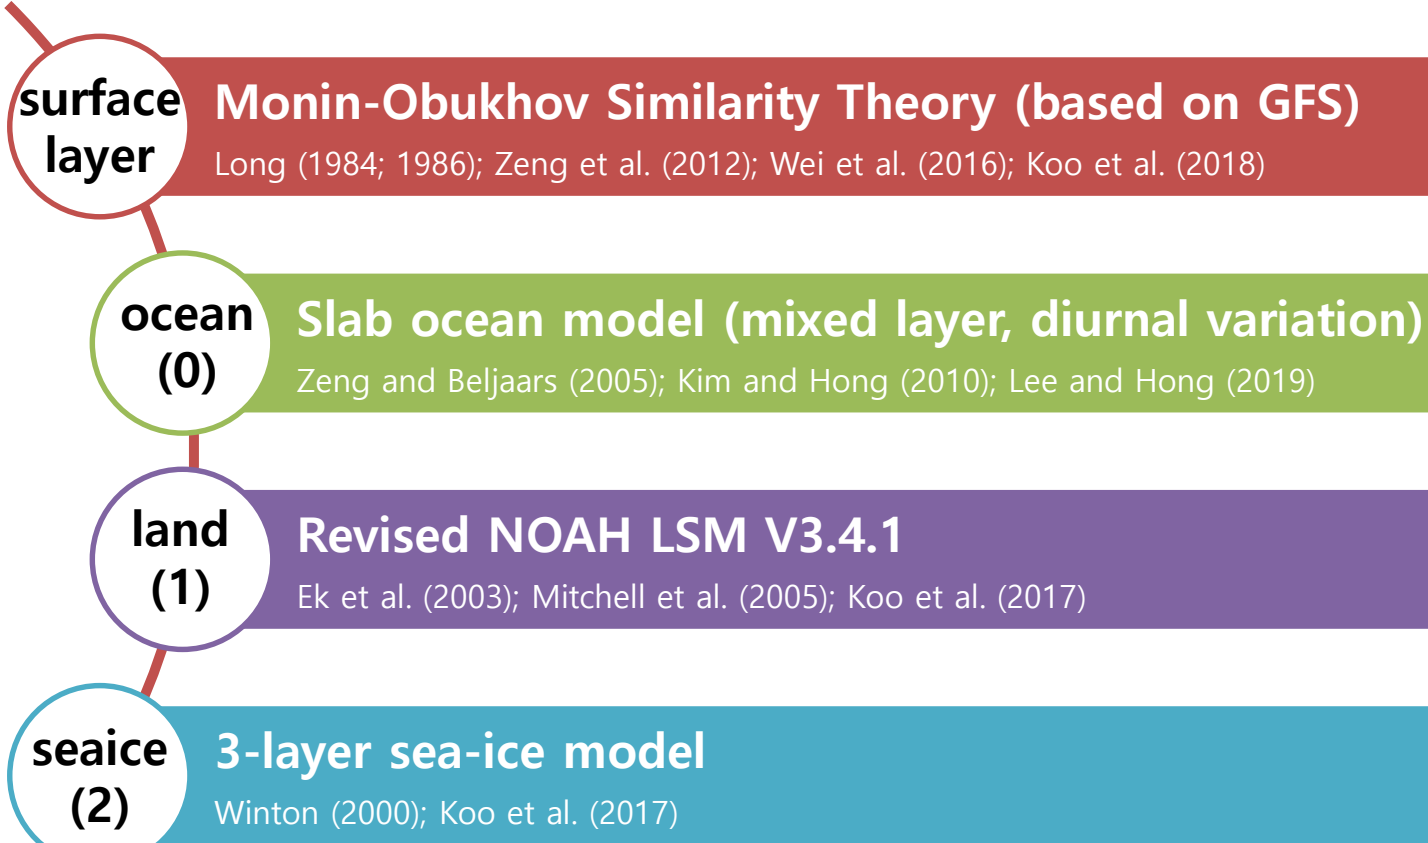 surface
layer
Monin-Obukhov Similarity Theory (based on GFS)
Long (1984; 1986); Zeng et al. (2012); Wei et al. (2016); Koo et al. (2018)
ocean
(0)
Slab ocean model (mixed layer, diurnal variation)
Zeng and Beljaars (2005); Kim and Hong (2010); Lee and Hong (2019)
land
(1)
Revised NOAH LSM V3.4.1
Ek et al. (2003); Mitchell et al. (2005); Koo et al. (2017)
seaice
(2)
3-layer sea-ice model
Winton (2000); Koo et al. (2017)